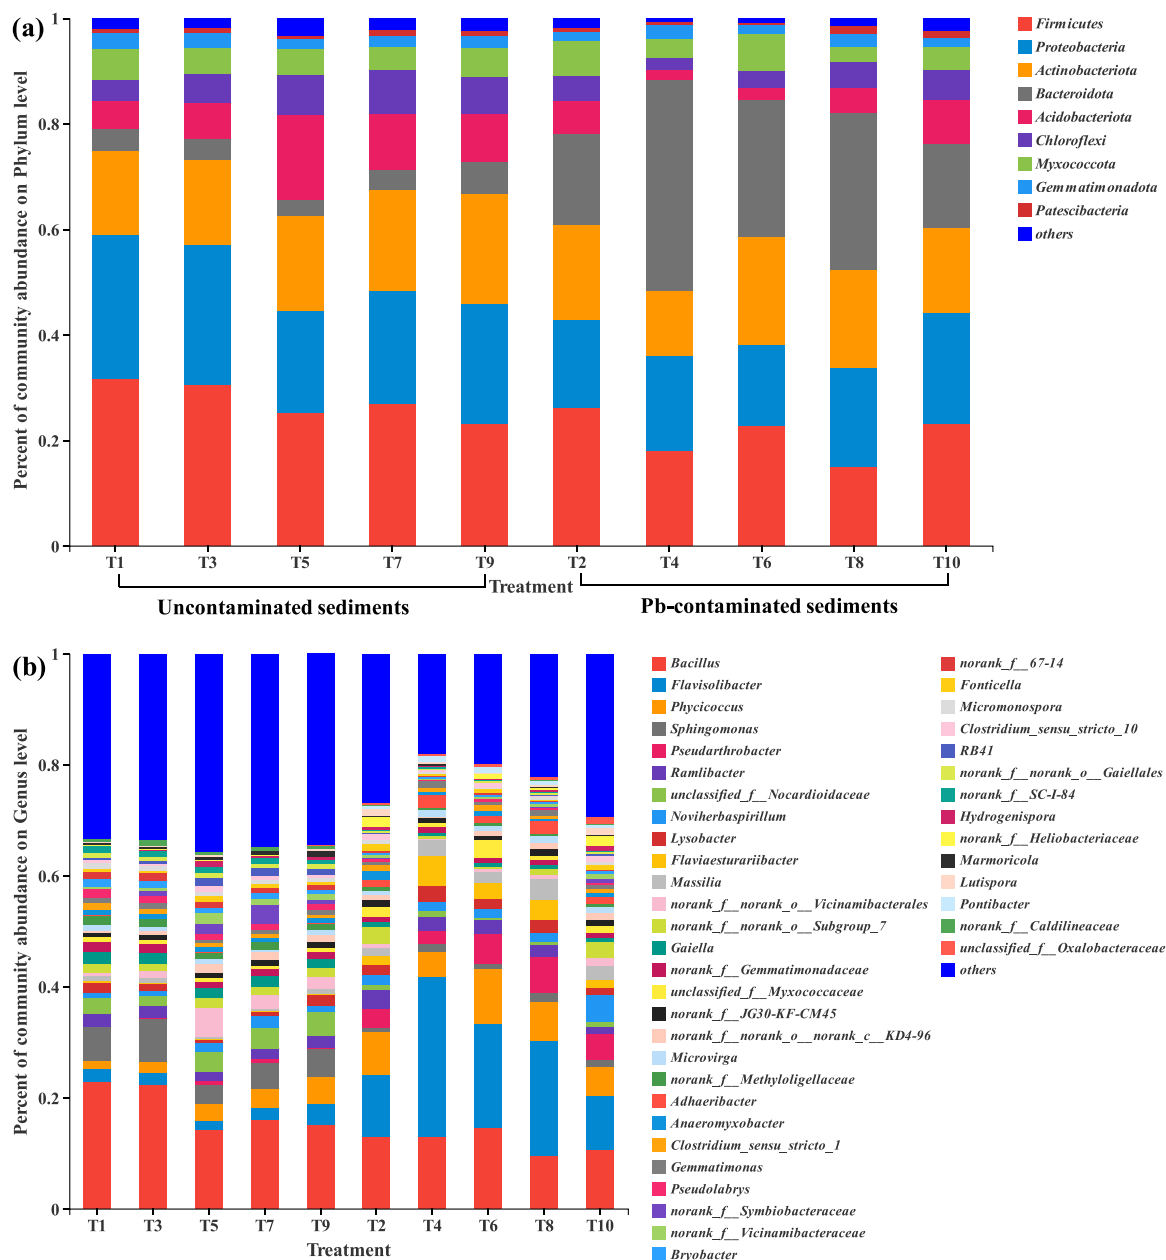 (a)
Percent of community abundance on Phylum level
1
0.8
0.6
0.4
0.2
0
T1 T3 T5 T7 T9 T2 T4 T6 T8 T10
Treatment
Uncontaminated sediments
Pb-contaminated sediments
Firmicutes
Proteobacteria
Actinobacteriota
Bacteroidota
Acidobacteriota
Chloroflexi
Myxococcota
Gemmatimonadota
Patescibacteria
others
(b)
Percent of community abundance on Genus level
1
0.8
0.6
0.4
0.2
0
T1 T3 T5 T7 T9 T2 T4 T6 T8 T10
Treatment
Bacillus
Flavisolibacter
Phycicoccus
Sphingomonas
Pseudarthrobacter
Ramlibacter
unclassified_f__Nocardioidaceae
Noviherbaspirillum
Lysobacter
Flaviaesturariibacter
Massilia
norank_f__norank_o__Vicinamibacterales
norank_f__norank_o__Subgroup_7
Gaiella
norank_f__Gemmatimonadaceae
unclassified_f__Myxococcaceae
norank_f__JG30-KF-CM45
norank_f__norank_o__norank_c__KD4-96
Microvirga
norank_f__Methyloligellaceae
Adhaeribacter
Anaeromyxobacter
Clostridium_sensu_stricto_1
Gemmatimonas
Pseudolabrys
norank_f__Symbiobacteraceae
norank_f__Vicinamibacteraceae
Bryobacter
norank_f__67-14
Fonticella
Micromonospora
Clostridium_sensu_stricto_10
RB41
norank_f__norank_o__Gaiellales
norank_f__SC-I-84
Hydrogenispora
norank_f__Heliobacteriaceae
Marmoricola
Lutispora
Pontibacter
norank_f__Caldilineaceae
unclassified_f__Oxalobacteraceae
others